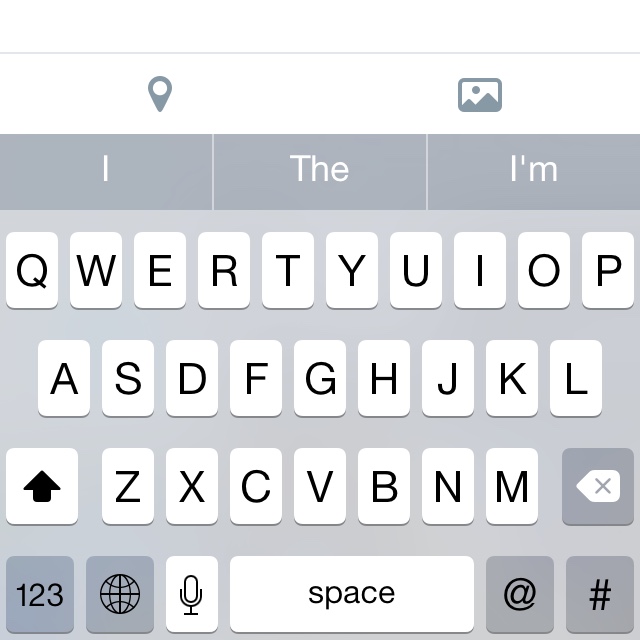 I The I'm
Q W E R T Y U I O P
A S D F G H J K L
Z X C V B N M
123 space @ #